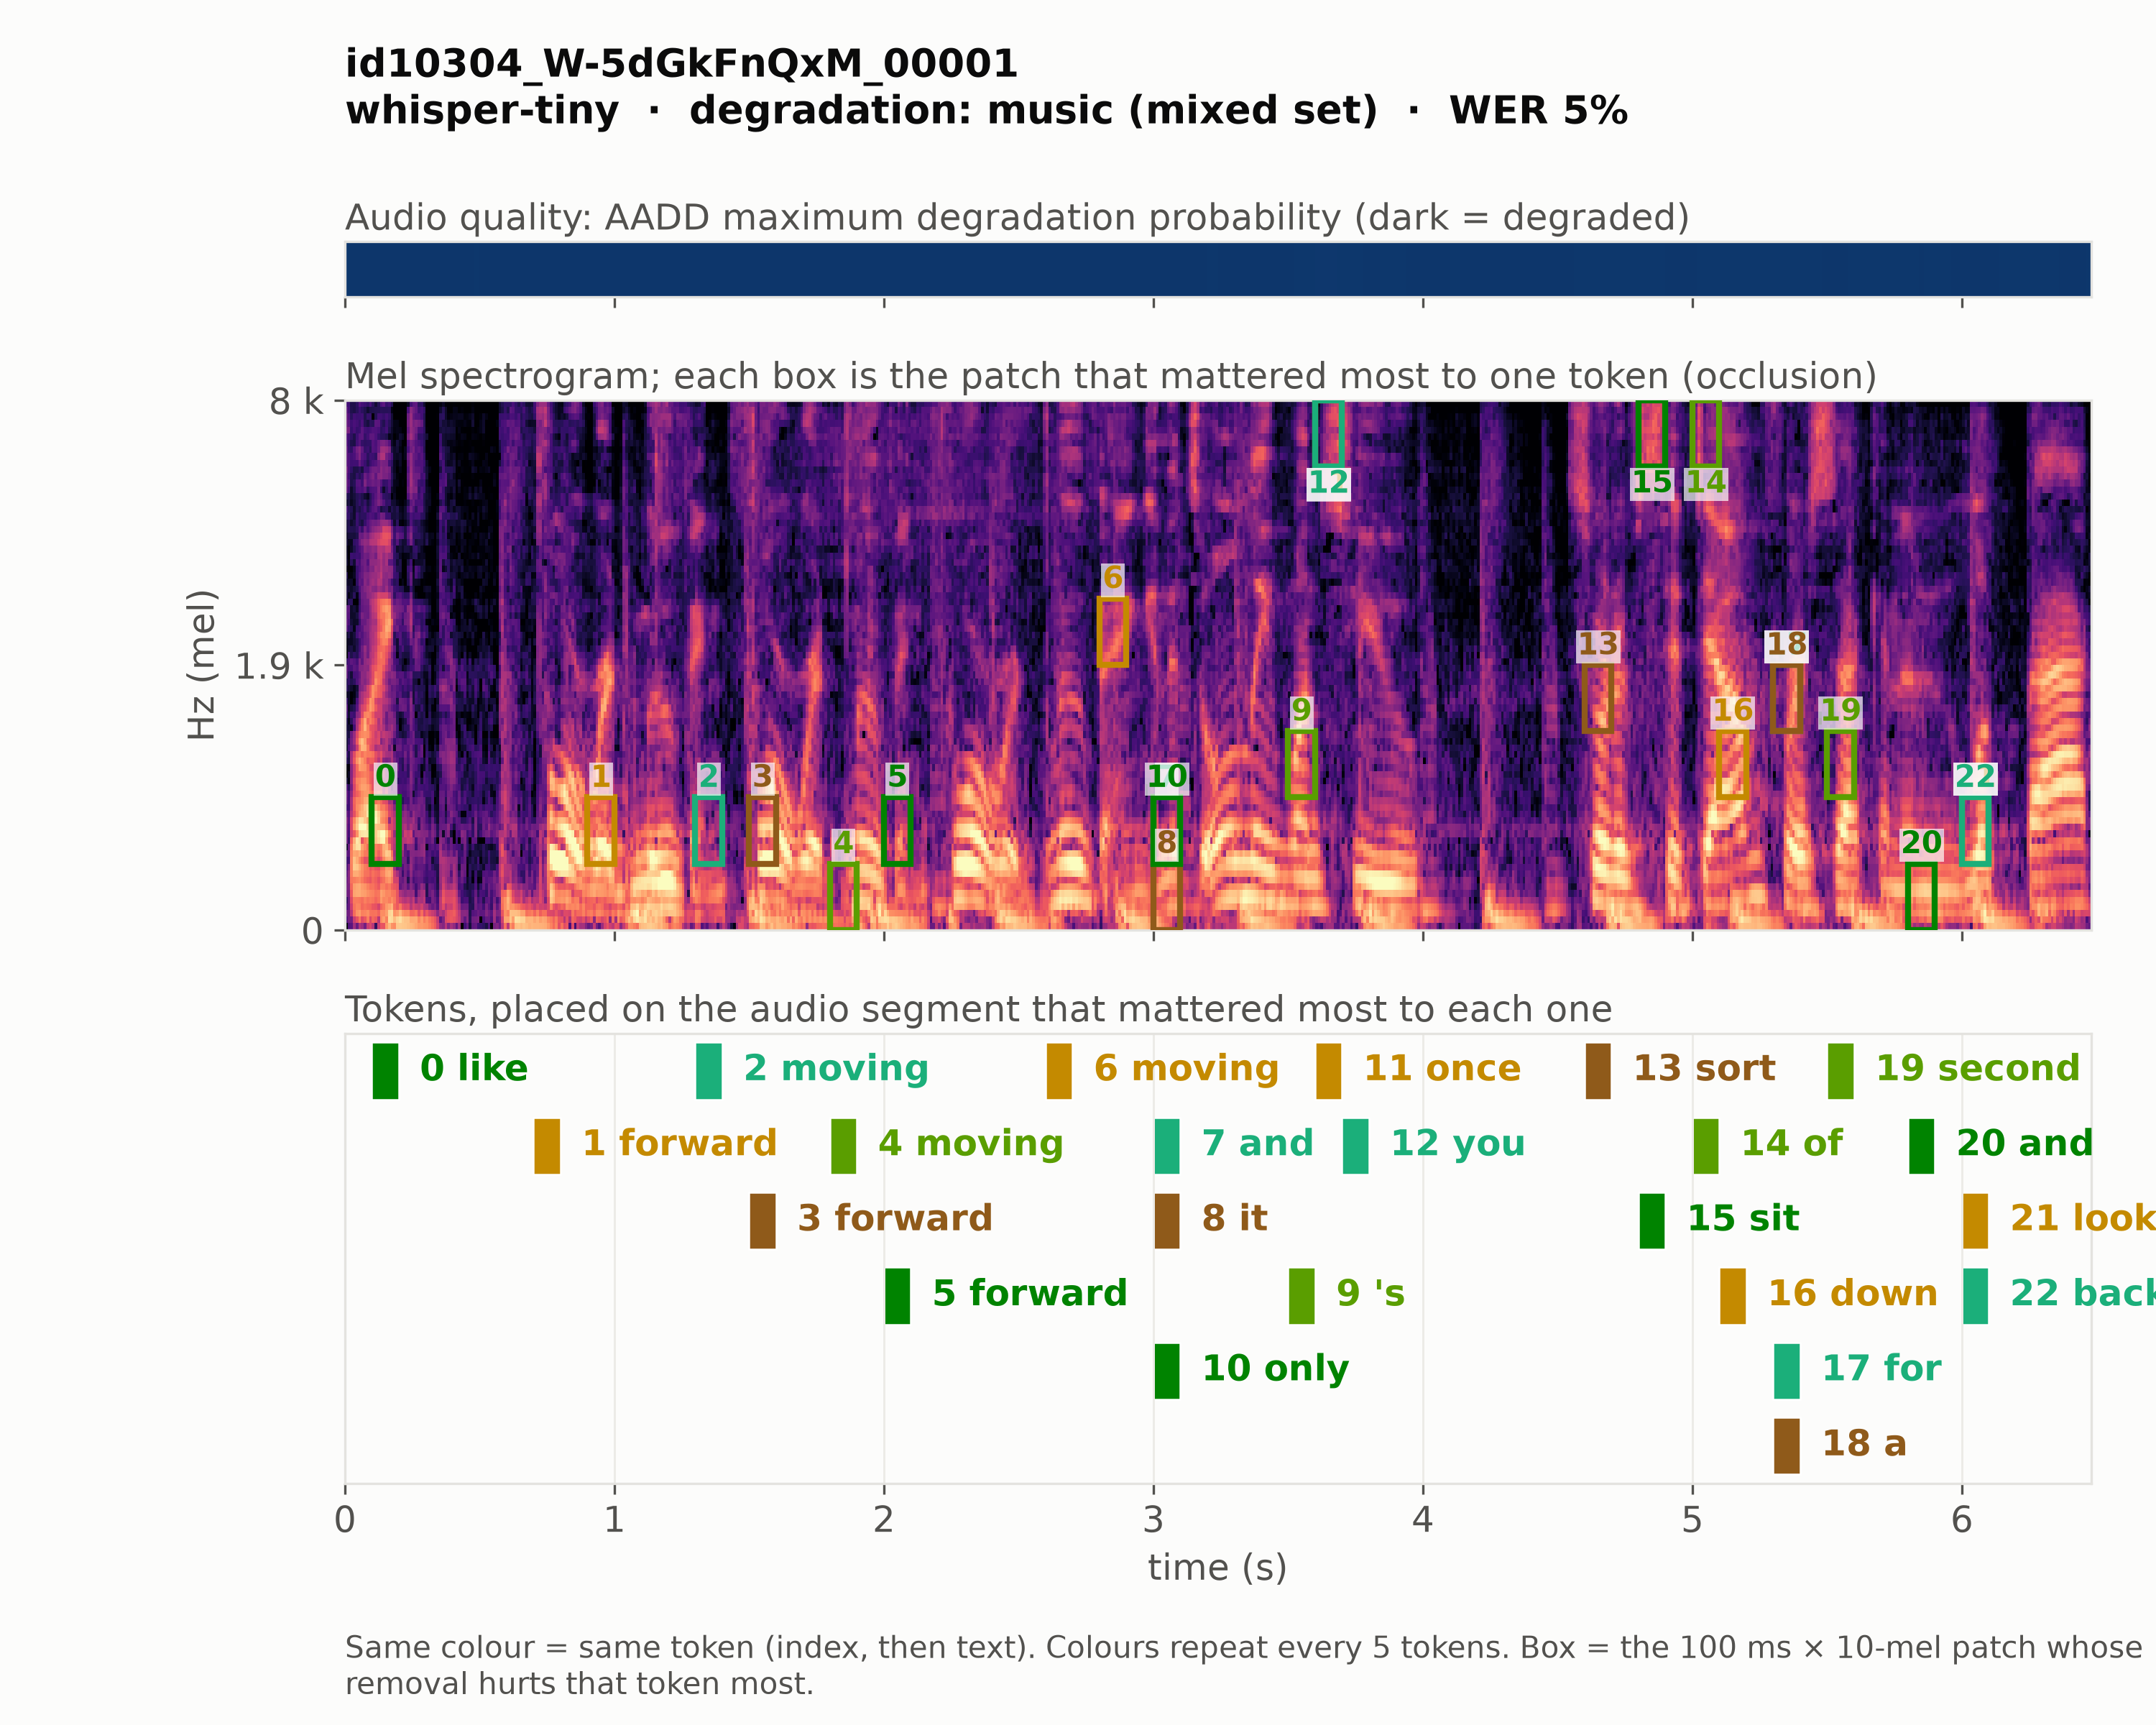 id10304_W-5dGkFnQxM_00001
whisper-tiny · degradation: music (mixed set) · WER 5%
Audio quality: AADD maximum degradation probability (dark = degraded)
Mel spectrogram; each box is the patch that mattered most to one token (occlusion)
8 k
1.9 k
0
Hz (mel)
12
15
14
6
13
18
9
16
19
0
1
2
3
5
10
22
4
8
20
Tokens, placed on the audio segment that mattered most to each one
0 like
2 moving
6 moving
11 once
13 sort
19 second
1 forward
4 moving
7 and
12 you
14 of
20 and
3 forward
8 it
15 sit
21 look
5 forward
9 's
16 down
22 back
10 only
17 for
18 a
0 1 2 3 4 5 6
time (s)
Same colour = same token (index, then text). Colours repeat every 5 tokens. Box = the 100 ms × 10-mel patch whose
removal hurts that token most.